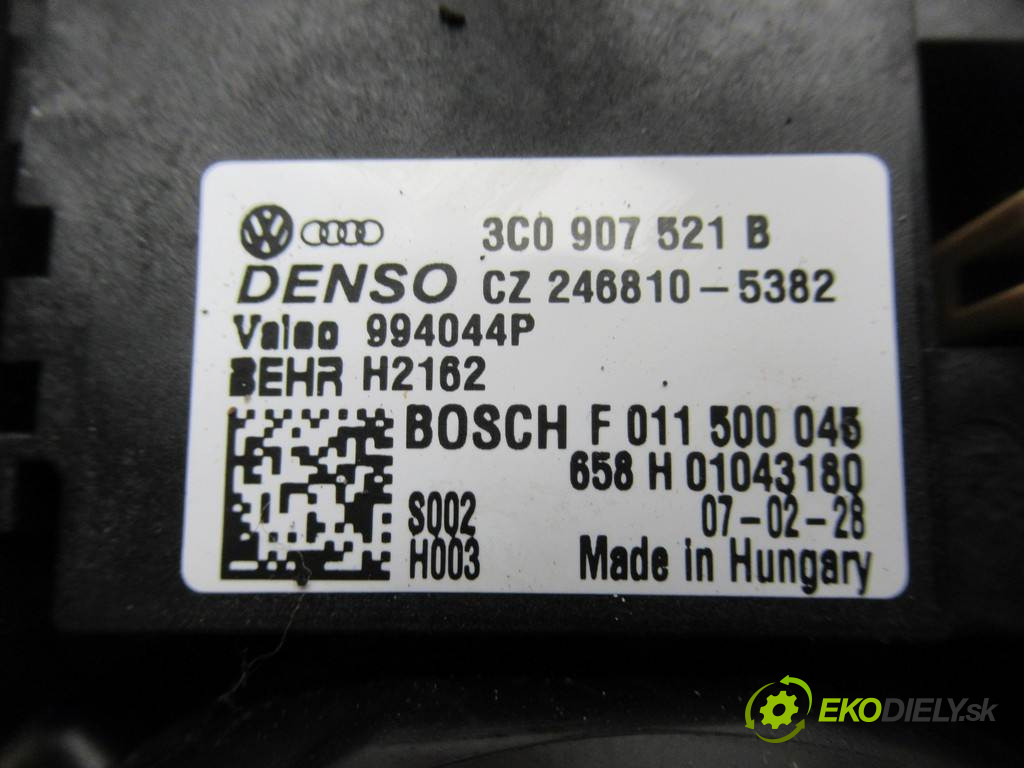 3C0 907 521 B
DENSO CZ 246810-5382
Valeo 994044P
BEHR H2162
BOSCH F 011 500 045
658 H 01043180
S002 07-02-28
H003 Made in Hungary
EKODIELY.sk